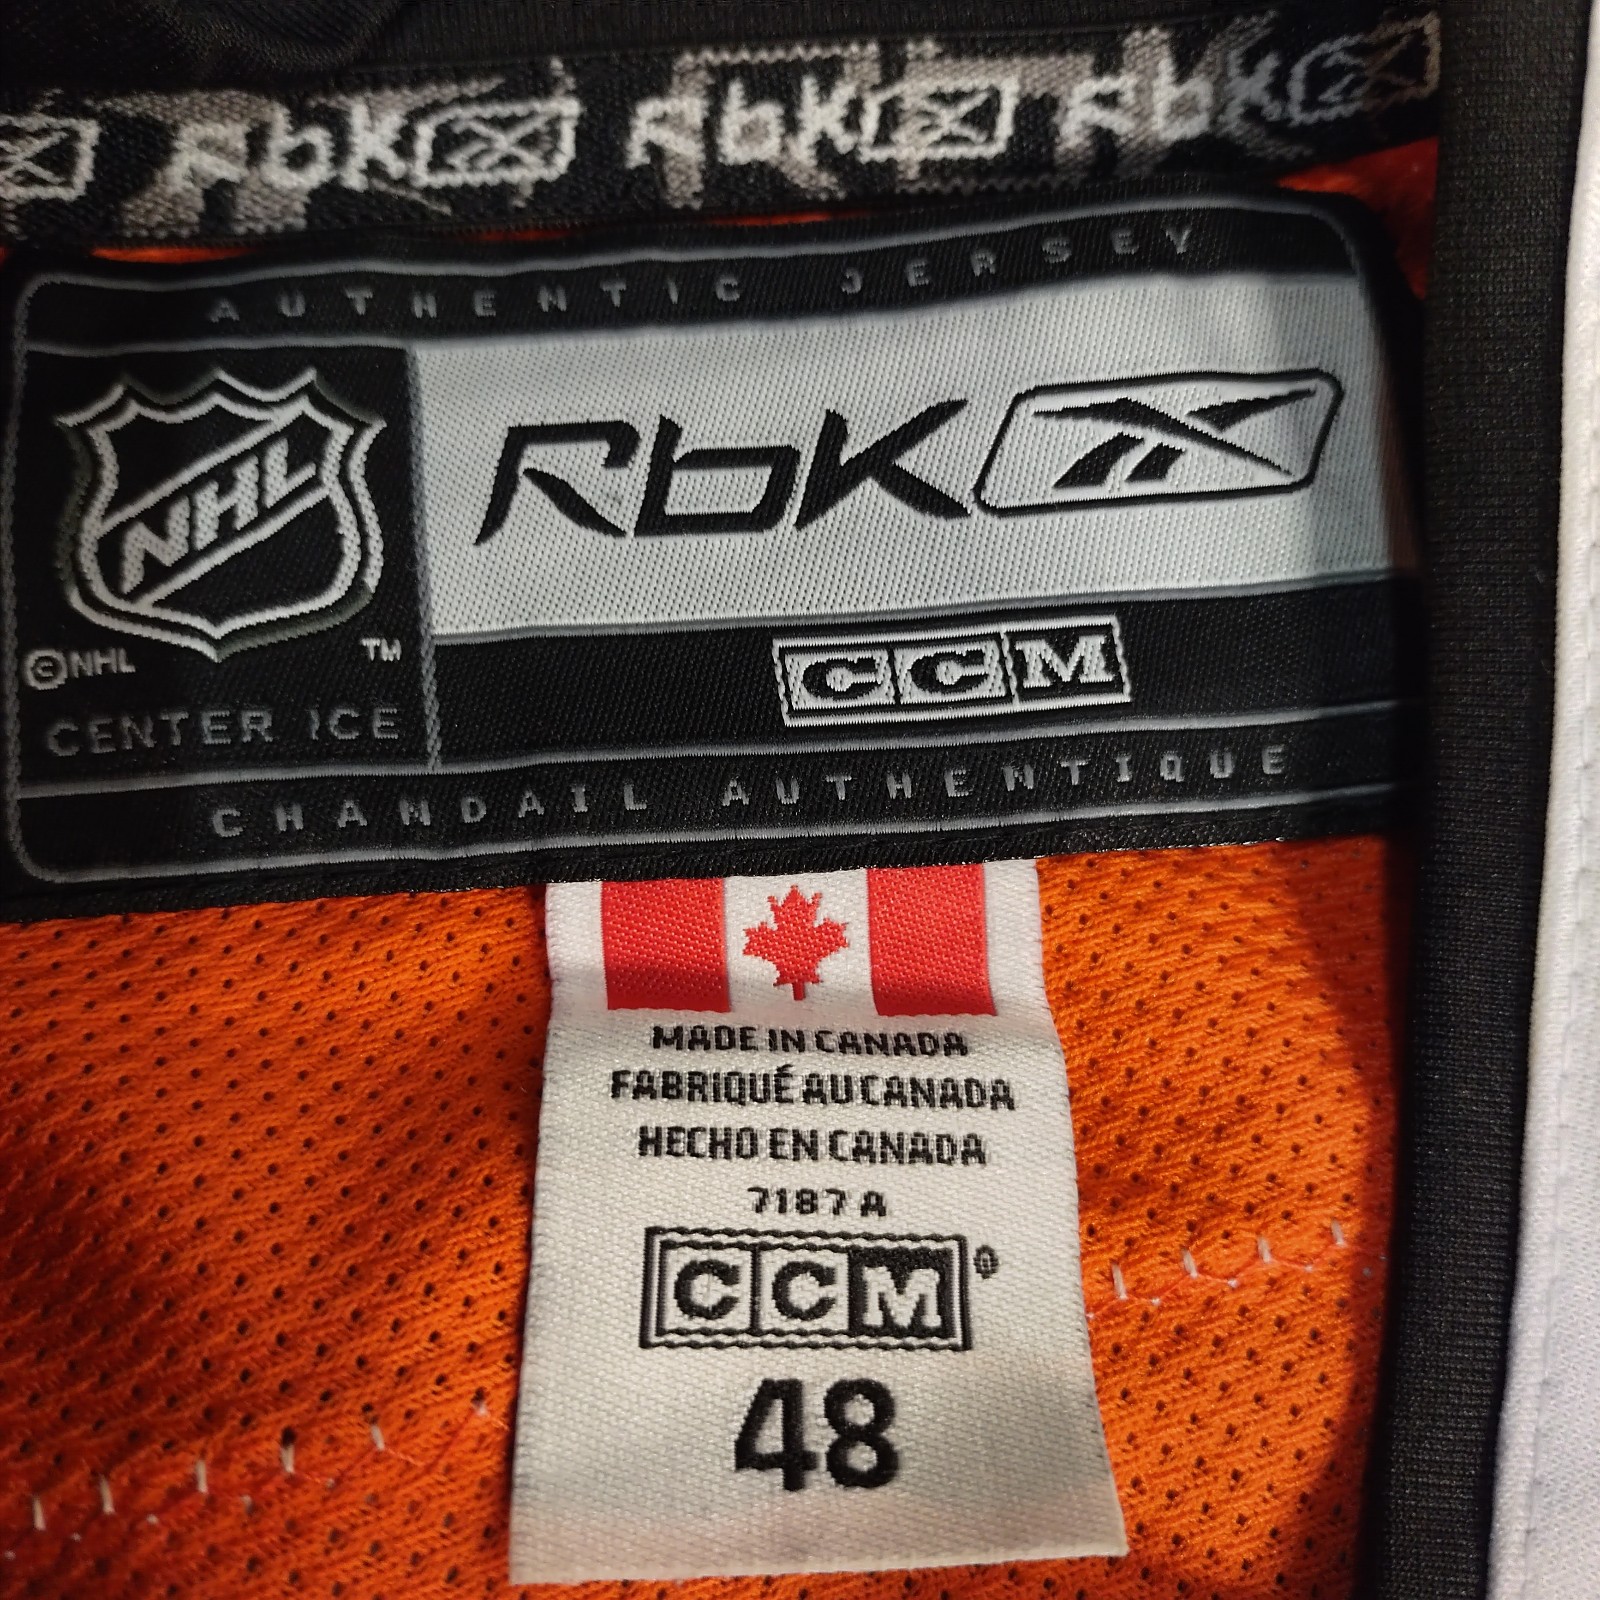 Rbk Rbk Rbk
AUTHENTIC JERSEY
NHL
Rbk
©NHL TM
CCM
CENTER ICE
CHANDAIL AUTHENTIQUE
MADE IN CANADA
FABRIQUÉ AU CANADA
HECHO EN CANADA
7187 A
CCM®
48